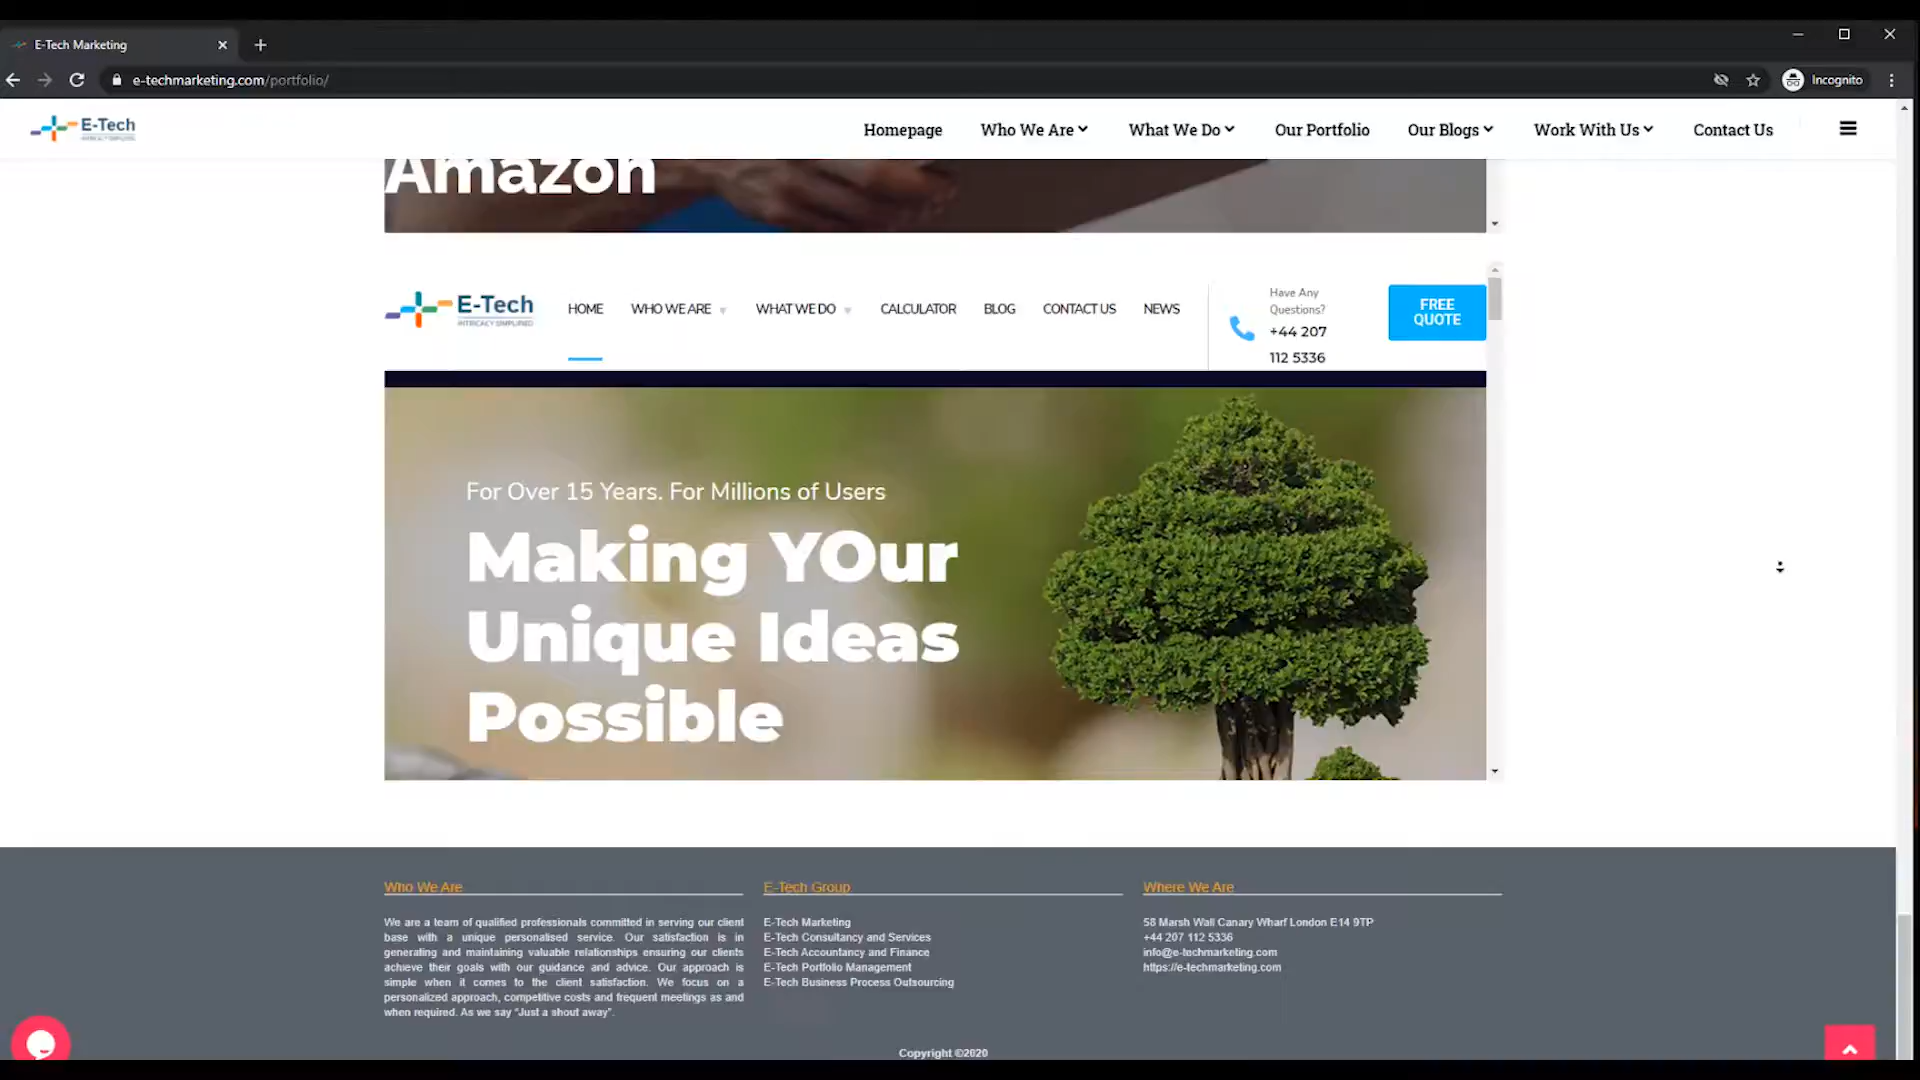 E-Tech Marketing
e-techmarketing.com/portfolio/
Incognito
E-Tech
INTRICACY SIMPLIFIED
Homepage
Who We Are
What We Do
Our Portfolio
Our Blogs
Work With Us
Contact Us
Amazon
E-Tech
INTRICACY SIMPLIFIED
HOME
WHO WE ARE
WHAT WE DO
CALCULATOR
BLOG
CONTACT US
NEWS
Have Any
Questions?
+44 207
112 5336
FREE
QUOTE
For Over 15 Years. For Millions of Users
Making YOur
Unique Ideas
Possible
Who We Are
We are a team of qualified professionals committed in serving our client
base with a unique personalised service. Our satisfaction is in
generating and maintaining valuable relationships ensuring our clients
achieve their goals with our guidance and advice. Our approach is
simple when it comes to the client satisfaction. We focus on a
personalized approach, competitive costs and frequent meetings as and
when required. As we say "Just a shout away".
E-Tech Group
E-Tech Marketing
E-Tech Consultancy and Services
E-Tech Accountancy and Finance
E-Tech Portfolio Management
E-Tech Business Process Outsourcing
Where We Are
58 Marsh Wall Canary Wharf London E14 9TP
+44 207 112 5336
info@e-techmarketing.com
https://e-techmarketing.com
Copyright ©2020